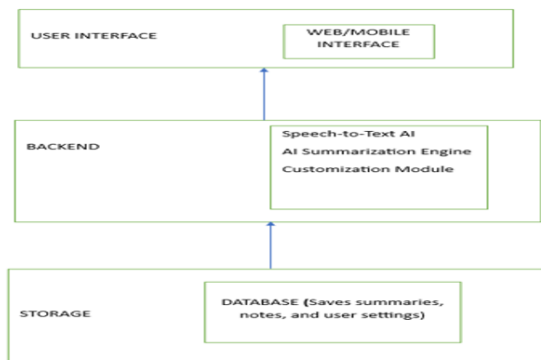 USER INTERFACE
WEB/MOBILE
INTERFACE
BACKEND
Speech-to-Text AI
AI Summarization Engine
Customization Module
STORAGE
DATABASE (Saves summaries,
notes, and user settings)